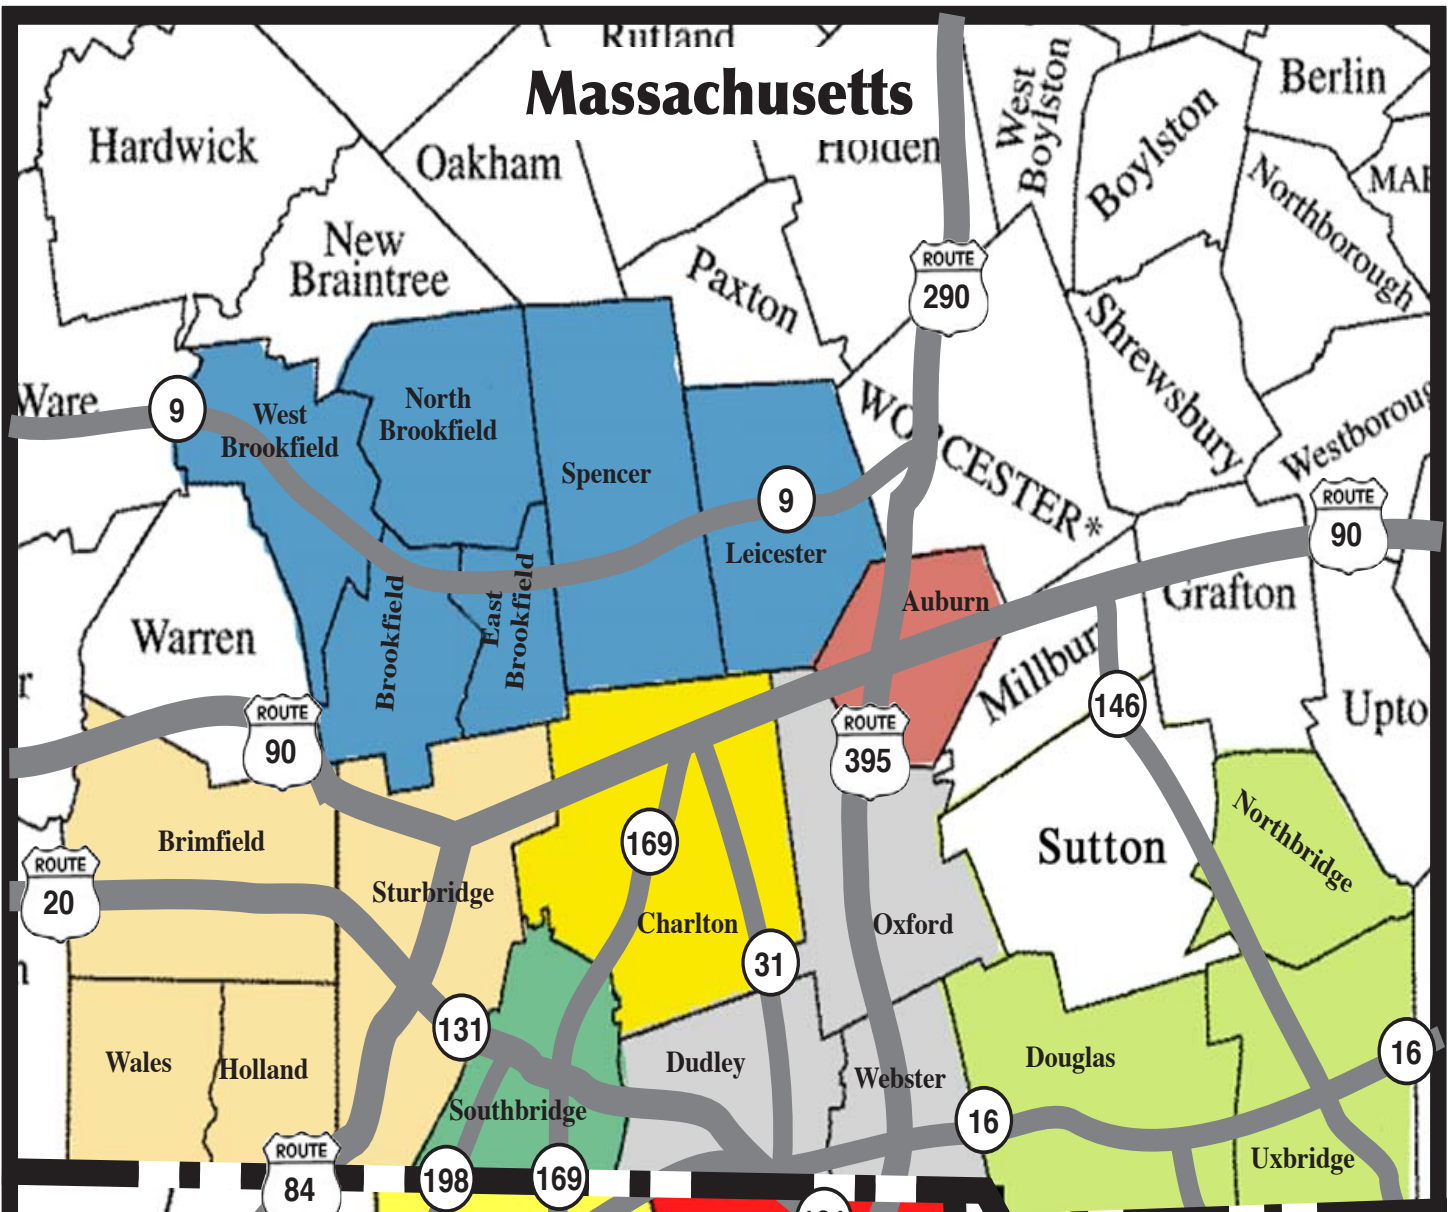 Rutland
Massachusetts
Hardwick
Oakham
Holden
West
Boylston
Boylston
Berlin
Northborough
New
Braintree
Paxton
ROUTE
290
Shrewsbury
Ware
9
West
Brookfield
North
Brookfield
Spencer
9
Leicester
WORCESTER*
Westboroug
ROUTE
90
Warren
Brookfield
East
Brookfield
Auburn
Grafton
Millbur
146
Upto
ROUTE
90
ROUTE
395
Brimfield
169
Sutton
Northbridge
ROUTE
20
Sturbridge
Charlton
Oxford
31
131
Wales
Holland
Dudley
Webster
Douglas
16
Southbridge
16
Uxbridge
ROUTE
84
198
169